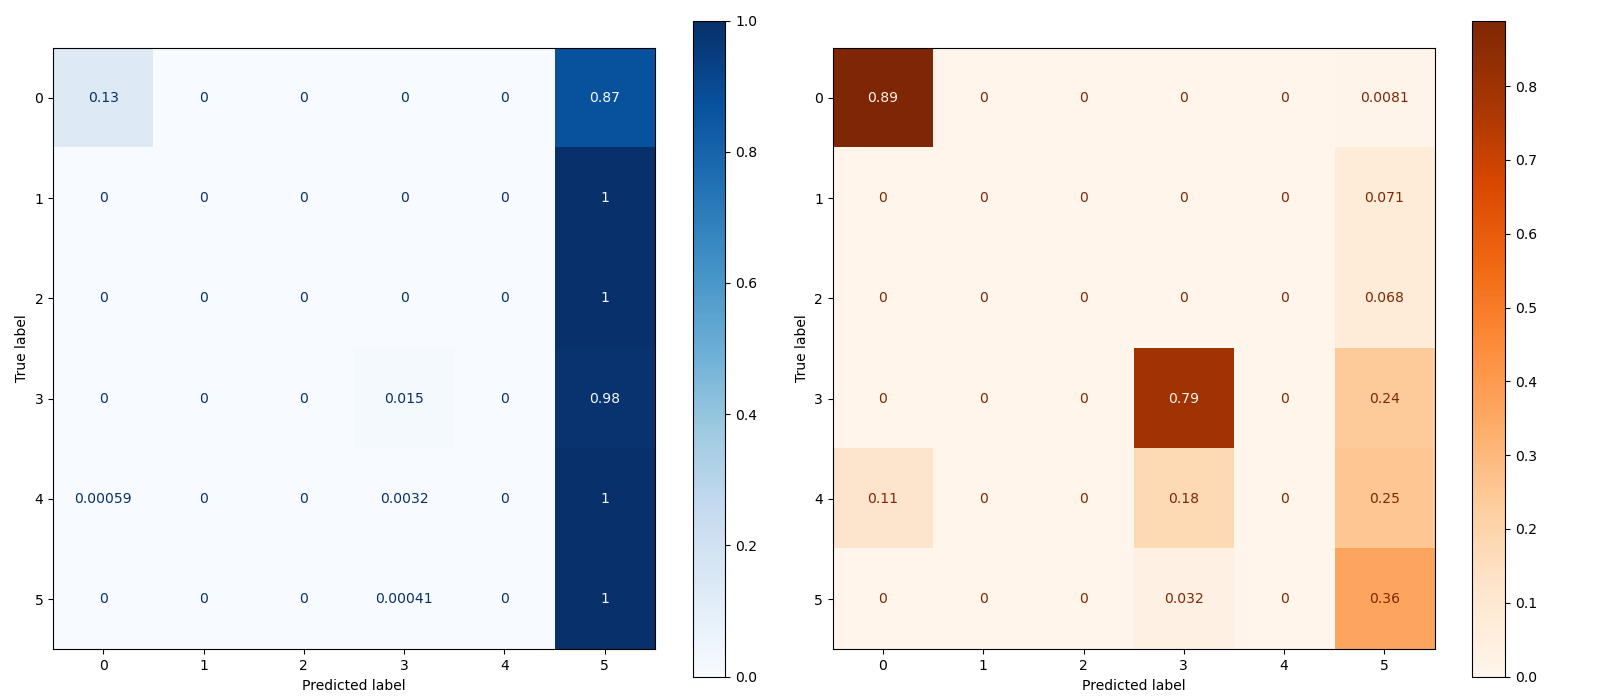 1.0
0.8
0.6
0.4
0.2
0.0
0 0.13 0 0 0 0 0.87
1 0 0 0 0 0 1
2 0 0 0 0 0 1
3 0 0 0 0.015 0 0.98
4 0.00059 0 0 0.0032 0 1
5 0 0 0 0.00041 0 1
0 1 2 3 4 5
True label
Predicted label
0 0.89 0 0 0 0 0.0081
1 0 0 0 0 0 0.071
2 0 0 0 0 0 0.068
3 0 0 0 0.79 0 0.24
4 0.11 0 0 0.18 0 0.25
5 0 0 0 0.032 0 0.36
0 1 2 3 4 5
True label
Predicted label
0.8
0.7
0.6
0.5
0.4
0.3
0.2
0.1
0.0